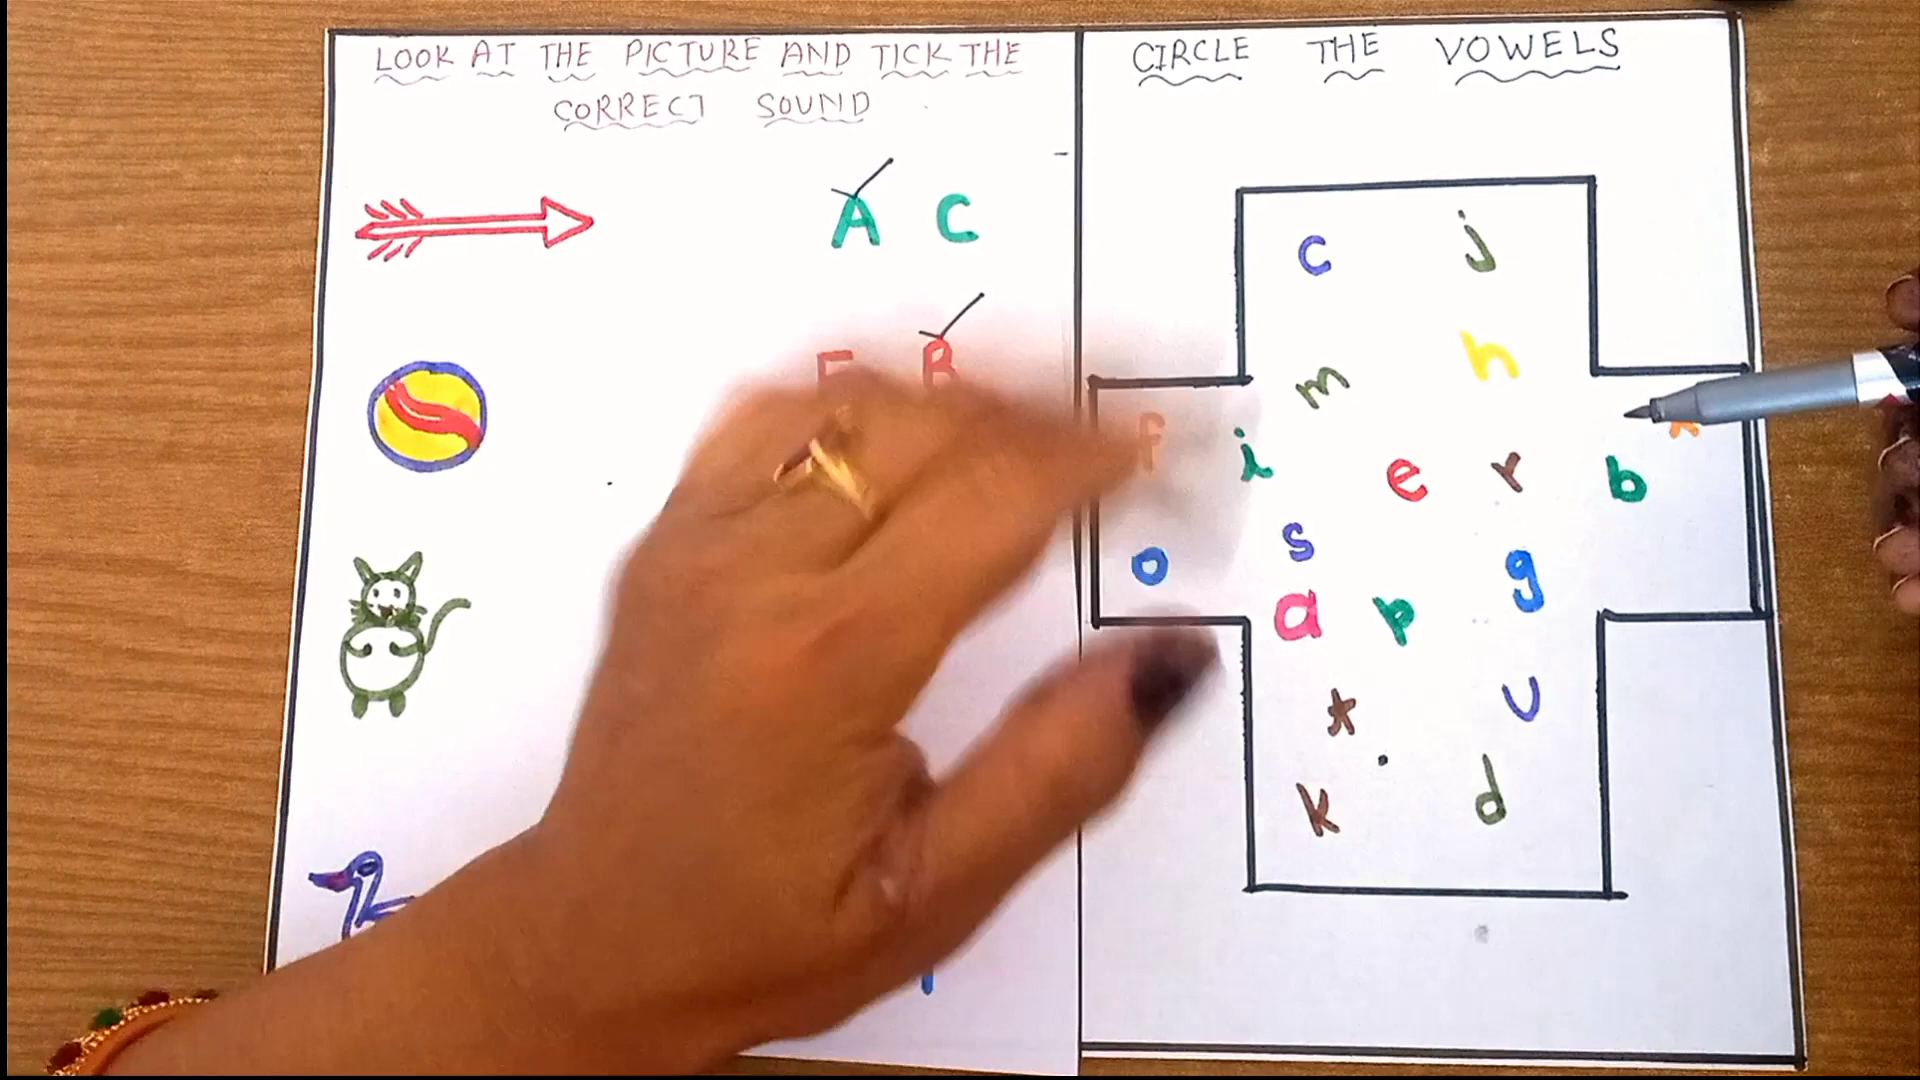 LOOK AT THE PICTURE AND TICK THE
CORRECT SOUND
A C
B
CIRCLE THE VOWELS
c j
m h
f i e r b
o s g
a p
t u
k d